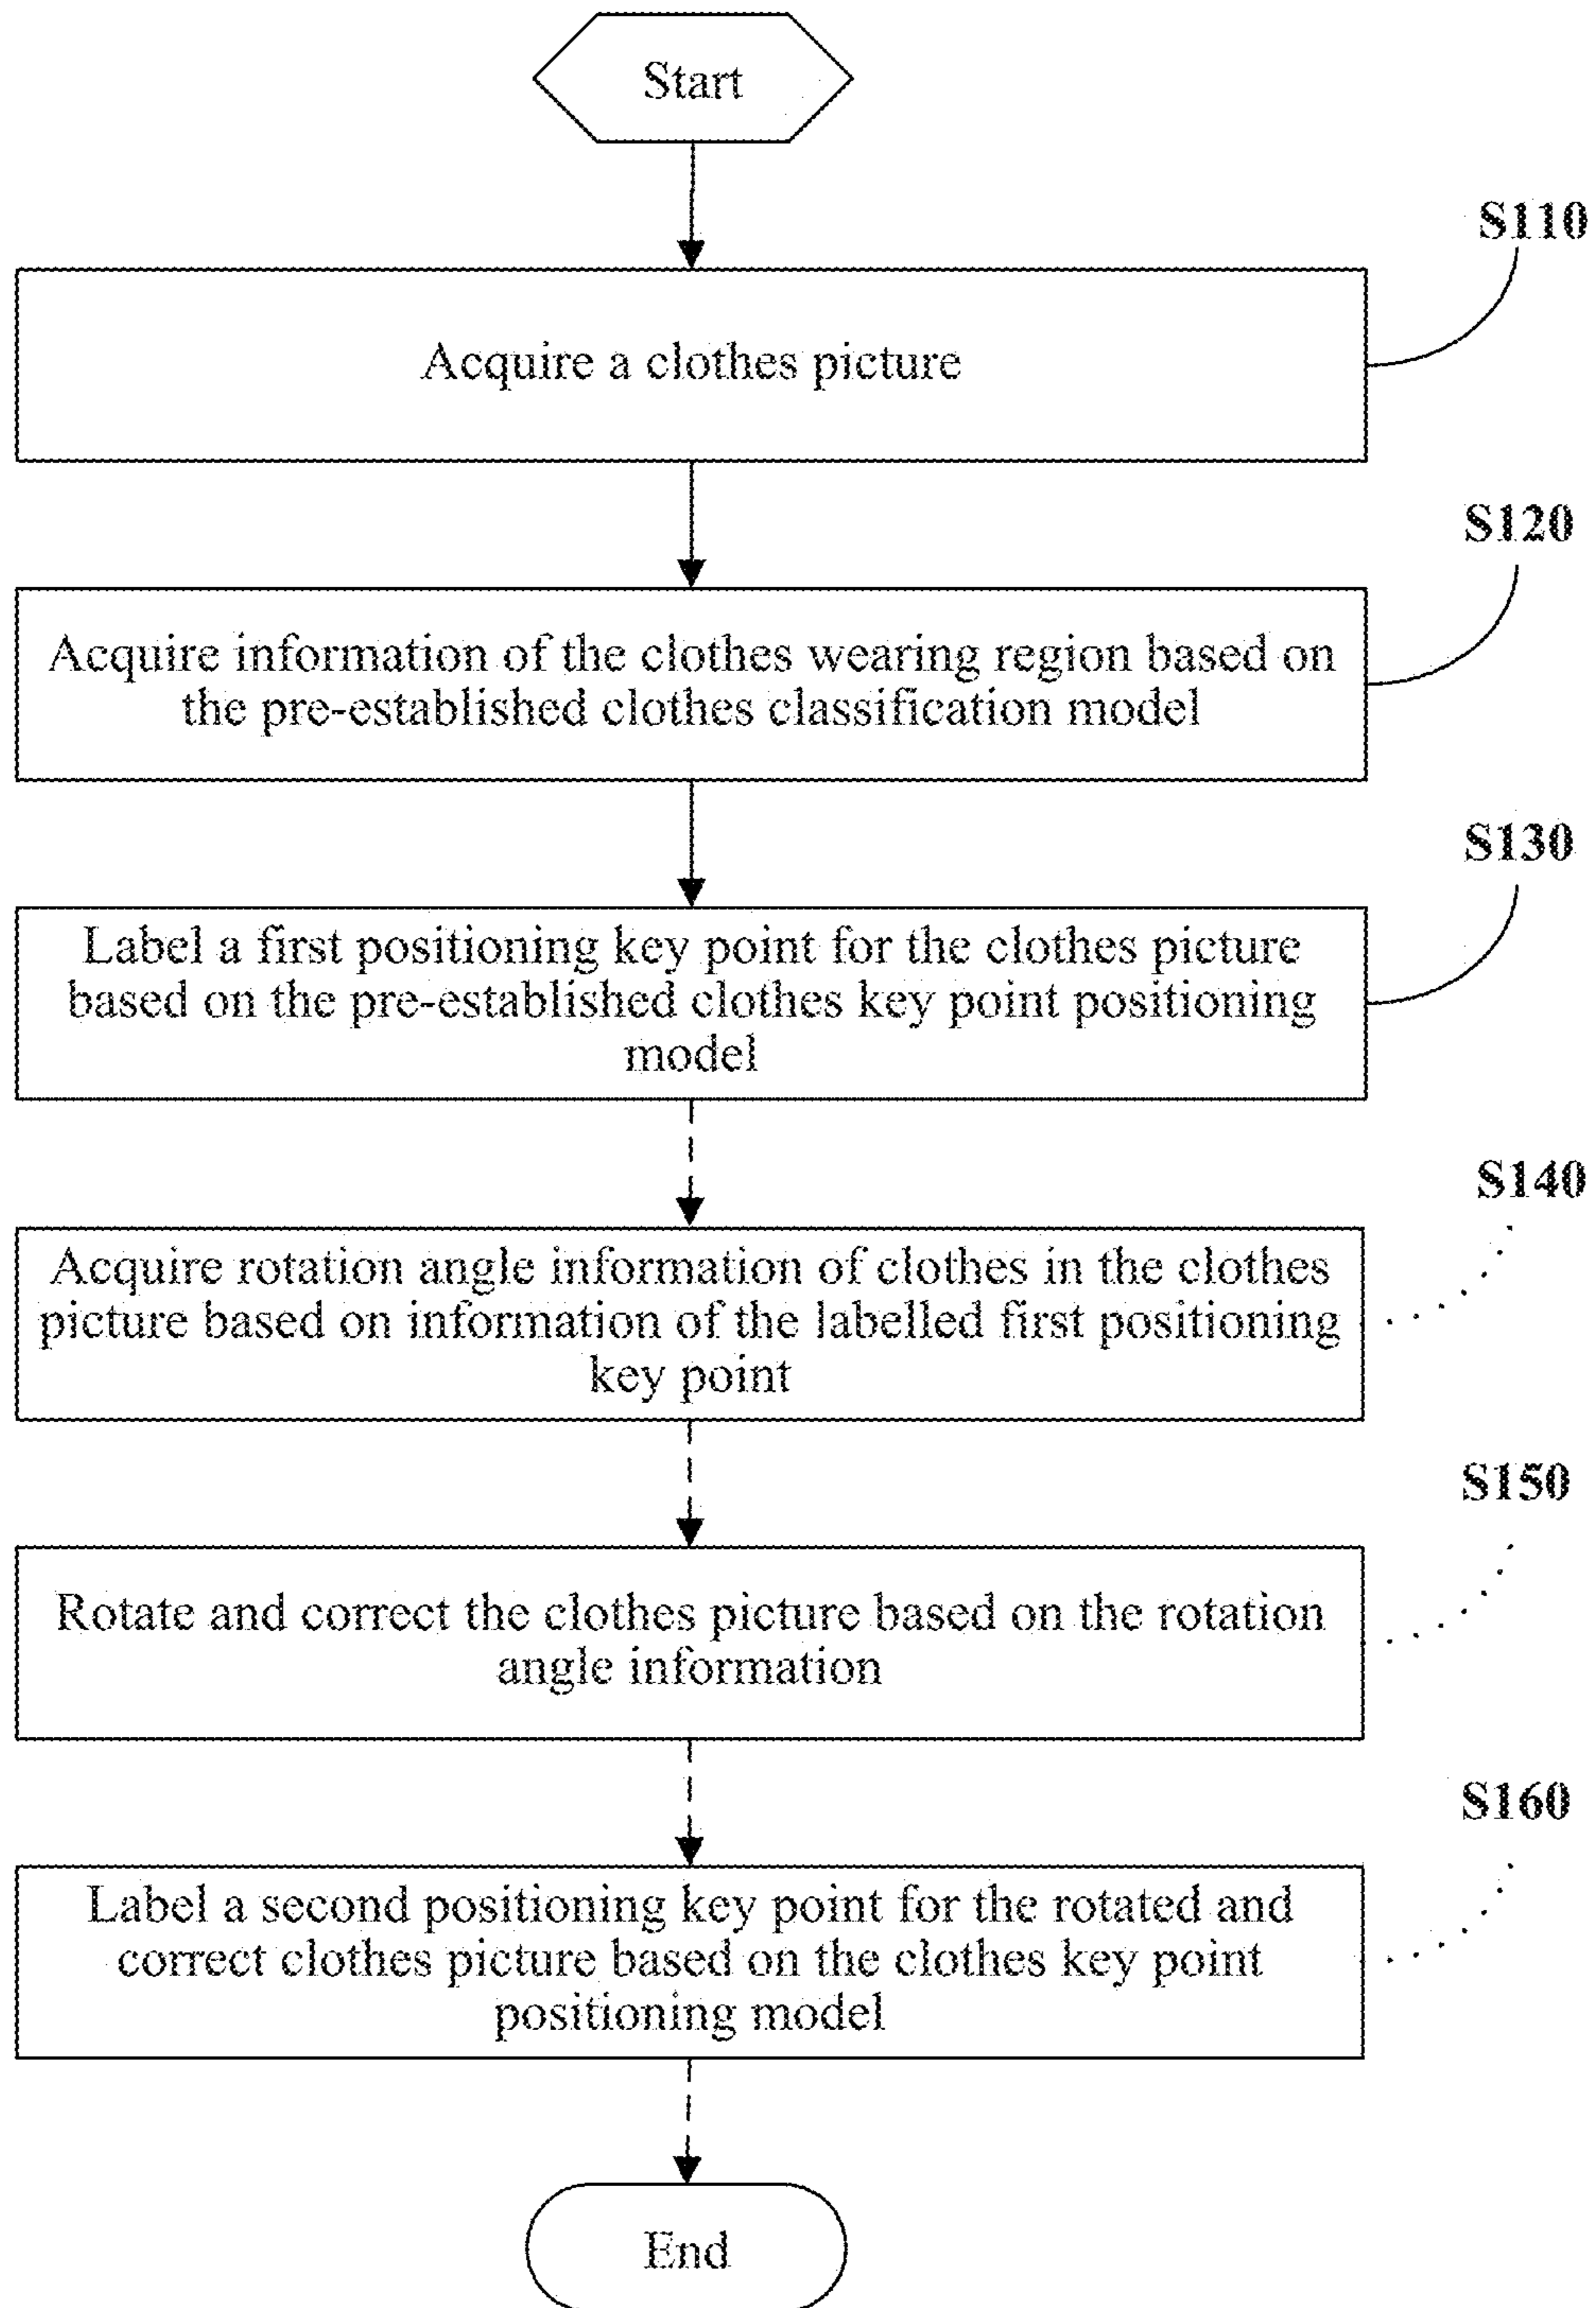 Start
S110
Acquire a clothes picture
S120
Acquire information of the clothes wearing region based on
the pre-established clothes classification model
S130
Label a first positioning key point for the clothes picture
based on the pre-established clothes key point positioning
model
S140
Acquire rotation angle information of clothes in the clothes
picture based on information of the labelled first positioning
key point
S150
Rotate and correct the clothes picture based on the rotation
angle information
S160
Label a second positioning key point for the rotated and
correct clothes picture based on the clothes key point
positioning model
End